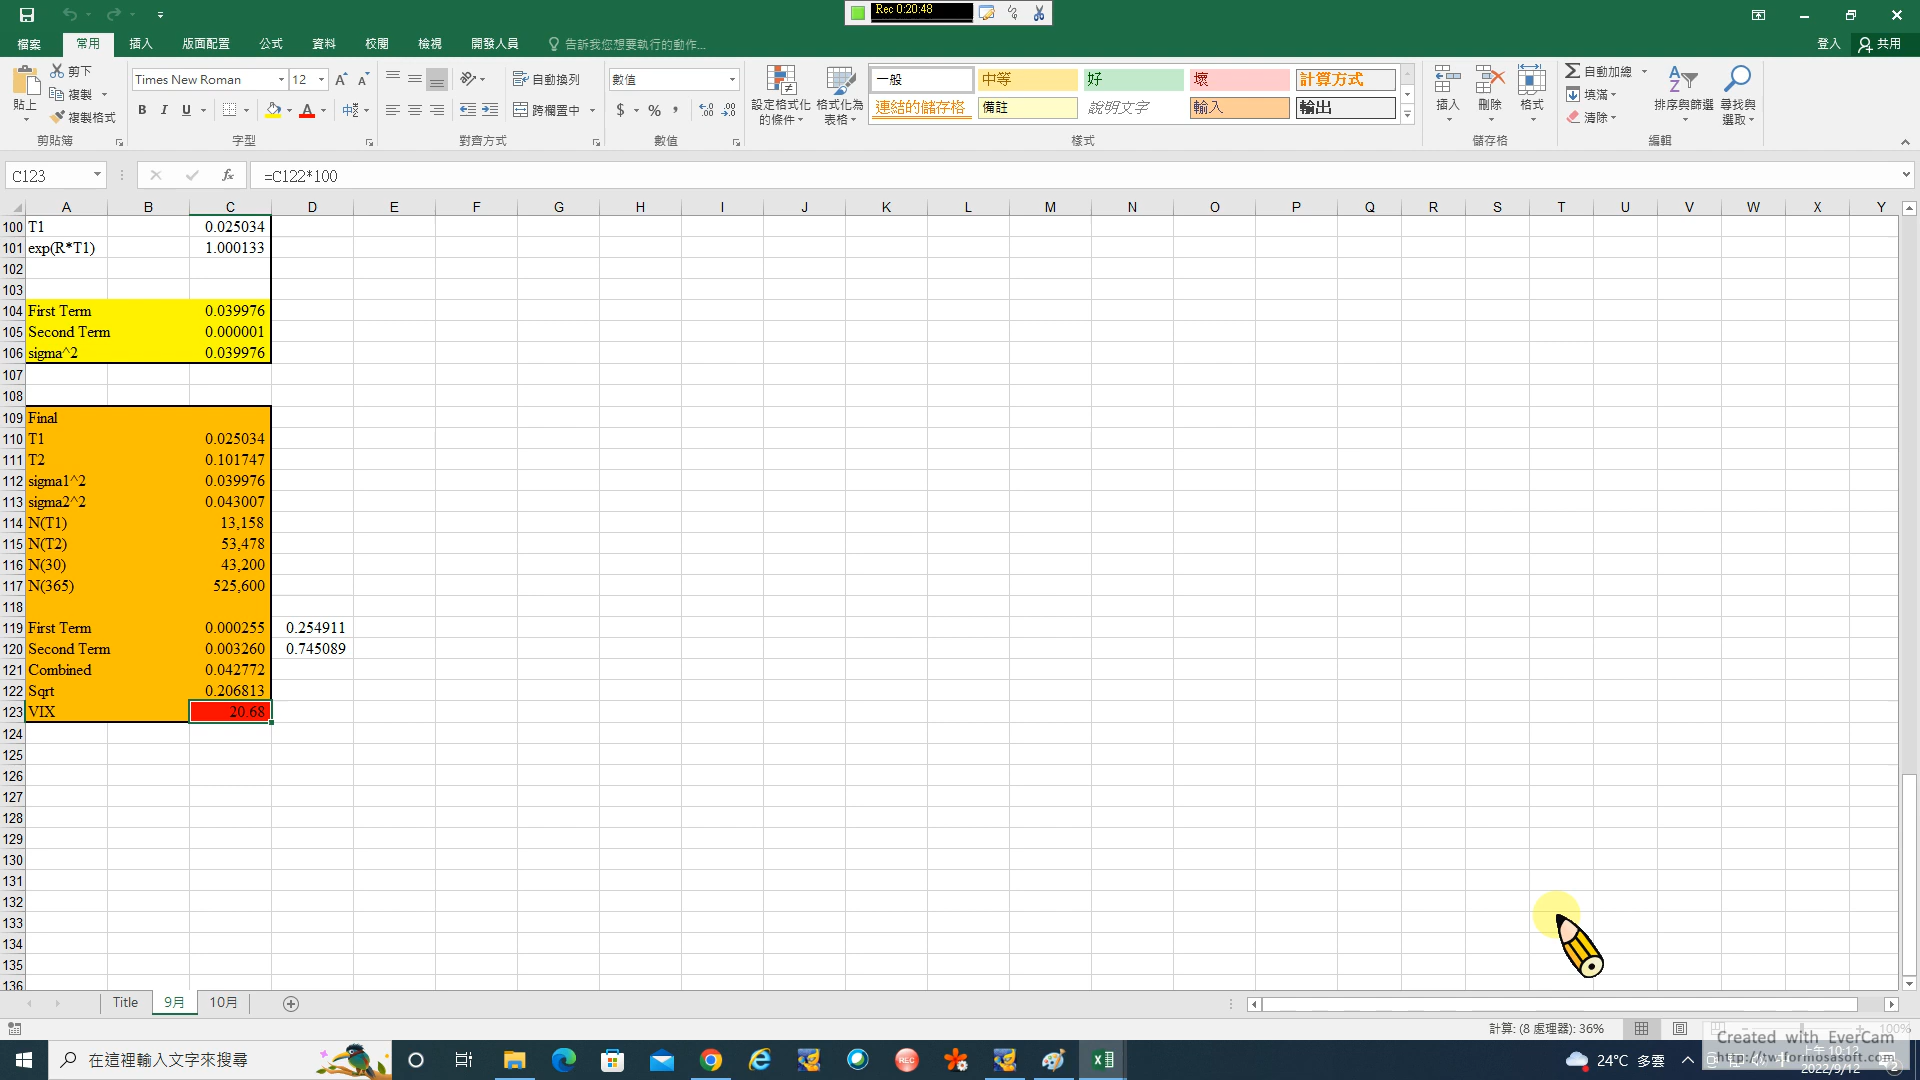 Rec 0:20:48
檔案 常用 插入 版面配置 公式 資料 校閱 檢視 開發人員 告訴我您想要執行的動作... 登入 共用
貼上 剪下 複製 複製格式 剪貼簿
Times New Roman 12 B I U A 中 字型
自動換列 跨欄置中 對齊方式
數值 $ % , 數值
設定格式化的條件 格式化為表格
一般 中等 好 壞 計算方式
連結的儲存格 備註 說明文字 輸入 輸出
樣式
插入 刪除 格式 儲存格
自動加總 填滿 清除 排序與篩選 尋找與選取 編輯
C123 fx =C122*100
A B C D E F G H I J K L M N O P Q R S T U V W X Y
100 T1 0.025034
101 exp(R*T1) 1.000133
102
103
104 First Term 0.039976
105 Second Term 0.000001
106 sigma^2 0.039976
107
108
109 Final
110 T1 0.025034
111 T2 0.101747
112 sigma1^2 0.039976
113 sigma2^2 0.043007
114 N(T1) 13,158
115 N(T2) 53,478
116 N(30) 43,200
117 N(365) 525,600
118
119 First Term 0.000255 0.254911
120 Second Term 0.003260 0.745089
121 Combined 0.042772
122 Sqrt 0.206813
123 VIX 20.68
124
125
126
127
128
129
130
131
132
133
134
135
136
Title 9月 10月
計算: (8 處理器): 36% 100%
Created with EverCam
在這裡輸入文字來搜尋 REC 24°C 多雲 上午 10:12
2022/9/12